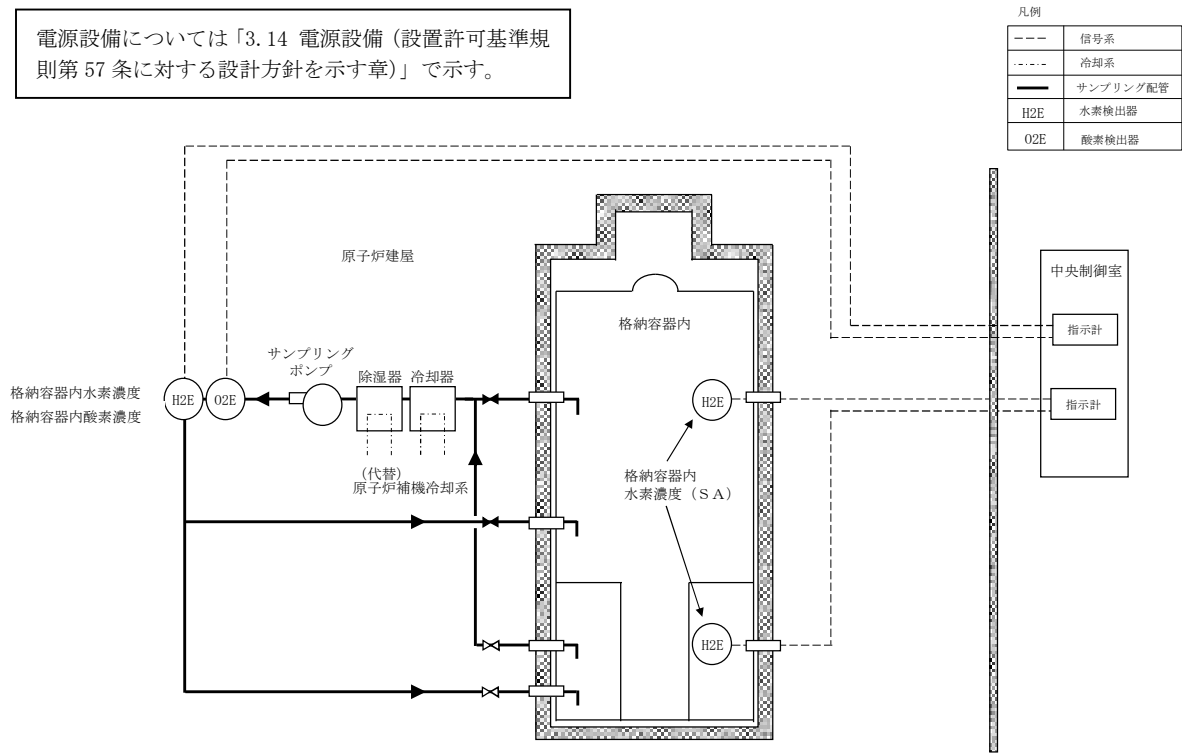 電源設備については「3.14 電源設備（設置許可基準規
則第 57 条に対する設計方針を示す章）」で示す。
凡例
信号系
冷却系
サンプリング配管
H2E 水素検出器
O2E 酸素検出器
原子炉建屋
中央制御室
指示計
指示計
格納容器内
サンプリング
ポンプ
除湿器 冷却器
格納容器内水素濃度
格納容器内酸素濃度
H2E O2E
H2E
(代替)
原子炉補機冷却系
格納容器内
水素濃度（ＳＡ）
H2E